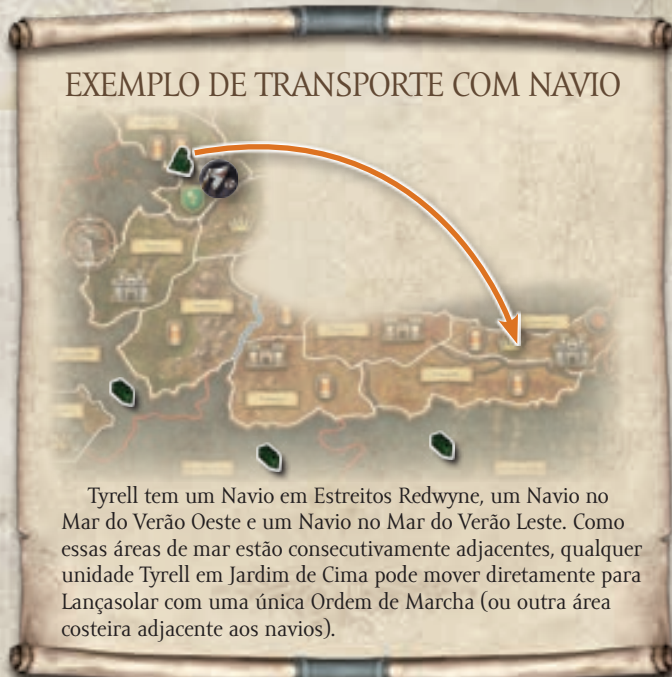 EXEMPLO DE TRANSPORTE COM NAVIO
Tyrell tem um Navio em Estreitos Redwyne, um Navio no
Mar do Verão Oeste e um Navio no Mar do Verão Leste. Como
essas áreas de mar estão consecutivamente adjacentes, qualquer
unidade Tyrell em Jardim de Cima pode mover diretamente para
Lançasolar com uma única Ordem de Marcha (ou outra área
costeira adjacente aos navios).